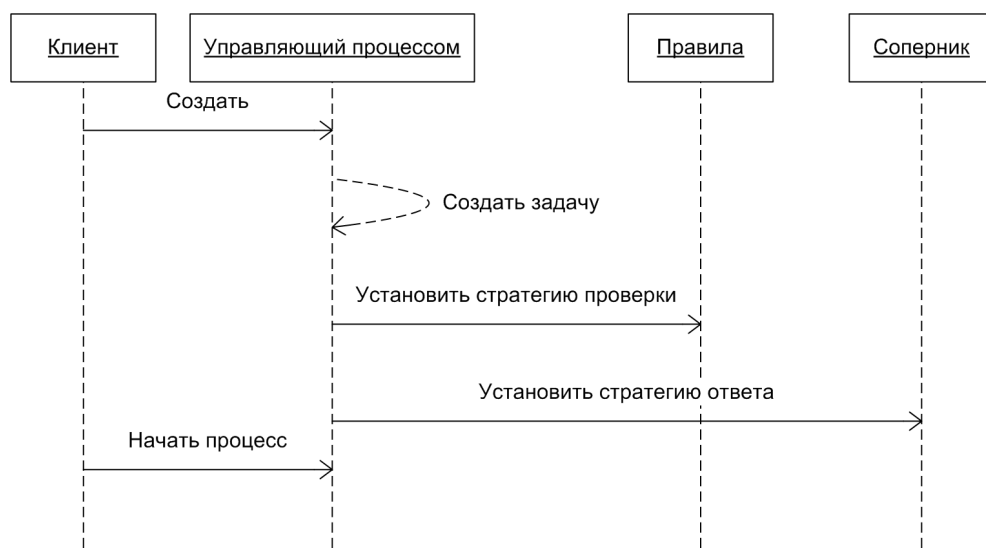 Клиент
Управляющий процессом
Правила
Соперник
Создать
Создать задачу
Установить стратегию проверки
Установить стратегию ответа
Начать процесс